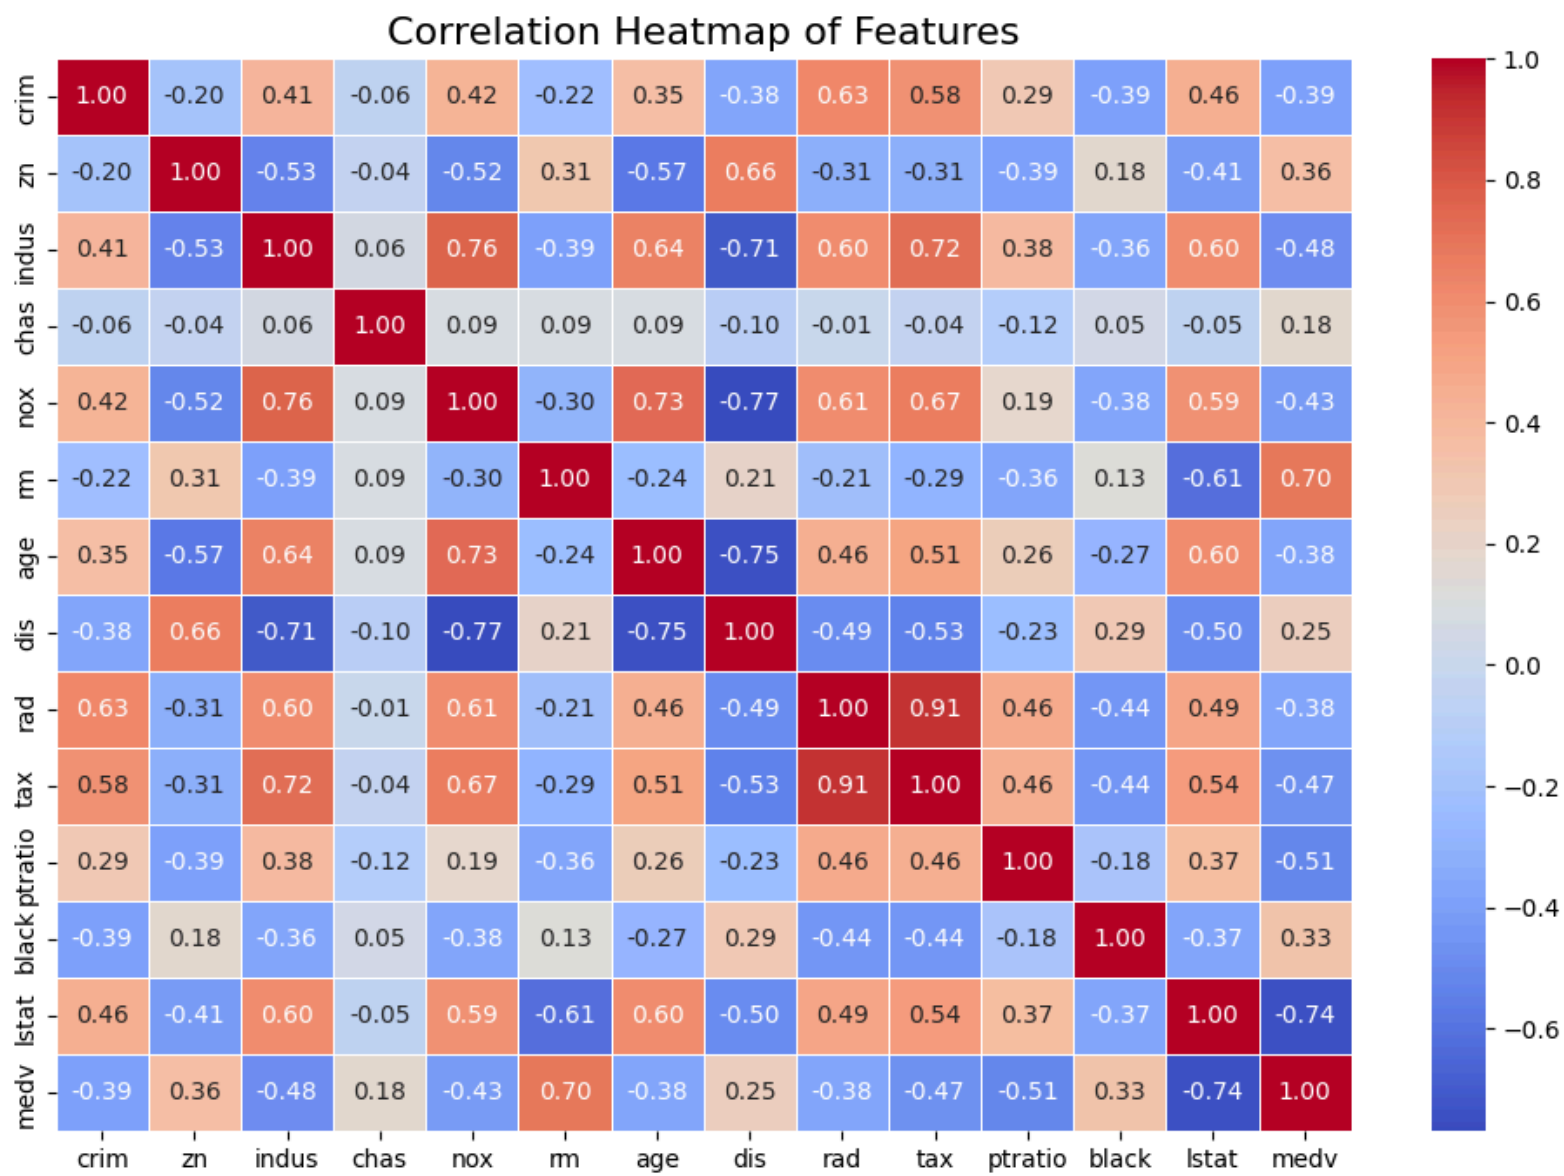 Correlation Heatmap of Features
crim 1.00 -0.20 0.41 -0.06 0.42 -0.22 0.35 -0.38 0.63 0.58 0.29 -0.39 0.46 -0.39
zn -0.20 1.00 -0.53 -0.04 -0.52 0.31 -0.57 0.66 -0.31 -0.31 -0.39 0.18 -0.41 0.36
indus 0.41 -0.53 1.00 0.06 0.76 -0.39 0.64 -0.71 0.60 0.72 0.38 -0.36 0.60 -0.48
chas -0.06 -0.04 0.06 1.00 0.09 0.09 0.09 -0.10 -0.01 -0.04 -0.12 0.05 -0.05 0.18
nox 0.42 -0.52 0.76 0.09 1.00 -0.30 0.73 -0.77 0.61 0.67 0.19 -0.38 0.59 -0.43
rm -0.22 0.31 -0.39 0.09 -0.30 1.00 -0.24 0.21 -0.21 -0.29 -0.36 0.13 -0.61 0.70
age 0.35 -0.57 0.64 0.09 0.73 -0.24 1.00 -0.75 0.46 0.51 0.26 -0.27 0.60 -0.38
dis -0.38 0.66 -0.71 -0.10 -0.77 0.21 -0.75 1.00 -0.49 -0.53 -0.23 0.29 -0.50 0.25
rad 0.63 -0.31 0.60 -0.01 0.61 -0.21 0.46 -0.49 1.00 0.91 0.46 -0.44 0.49 -0.38
tax 0.58 -0.31 0.72 -0.04 0.67 -0.29 0.51 -0.53 0.91 1.00 0.46 -0.44 0.54 -0.47
ptratio 0.29 -0.39 0.38 -0.12 0.19 -0.36 0.26 -0.23 0.46 0.46 1.00 -0.18 0.37 -0.51
black -0.39 0.18 -0.36 0.05 -0.38 0.13 -0.27 0.29 -0.44 -0.44 -0.18 1.00 -0.37 0.33
lstat 0.46 -0.41 0.60 -0.05 0.59 -0.61 0.60 -0.50 0.49 0.54 0.37 -0.37 1.00 -0.74
medv -0.39 0.36 -0.48 0.18 -0.43 0.70 -0.38 0.25 -0.38 -0.47 -0.51 0.33 -0.74 1.00
crim zn indus chas nox rm age dis rad tax ptratio black lstat medv
1.0
0.8
0.6
0.4
0.2
0.0
−0.2
−0.4
−0.6